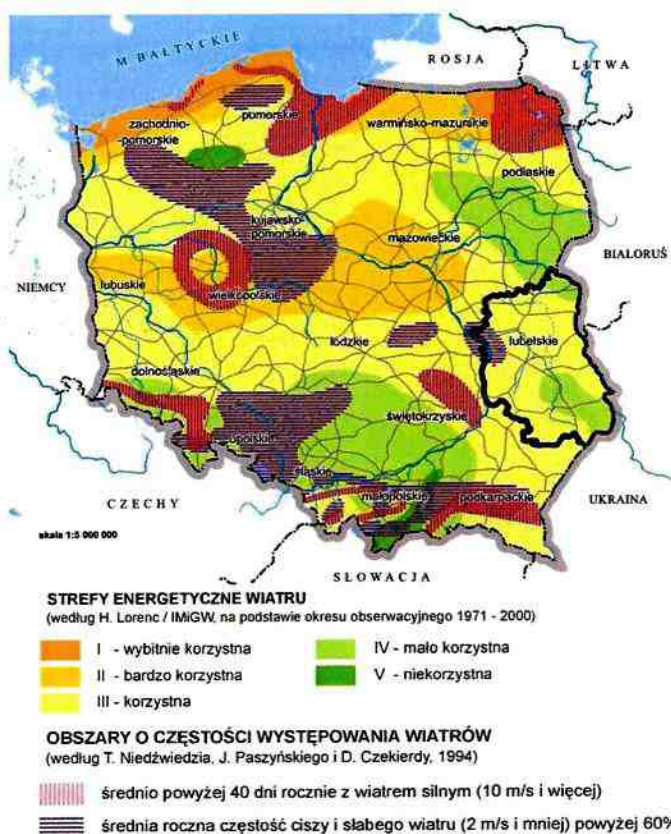 M. BAŁTYCKIE
ROSJA
LITWA
pomorskie
zachodnio-
pomorskie
warmińsko-mazurskie
podlaskie
kujawsko-
pomorskie
mazowieckie
BIAŁORUŚ
NIEMCY
lubuskie
wielkopolskie
łódzkie
lubelskie
dolnośląskie
świętokrzyskie
opolskie
śląskie
małopolskie
podkarpackie
CZECHY
UKRAINA
skala 1:5 000 000
SŁOWACJA
STREFY ENERGETYCZNE WIATRU
(według H. Lorenc / IMiGW, na podstawie okresu obserwacyjnego 1971 - 2000)
I - wybitnie korzystna
IV - mało korzystna
II - bardzo korzystna
V - niekorzystna
III - korzystna
OBSZARY O CZĘSTOŚCI WYSTĘPOWANIA WIATRÓW
(według T. Niedźwiedzia, J. Paszyńskiego i D. Czekierdy, 1994)
średnio powyżej 40 dni rocznie z wiatrem silnym (10 m/s i więcej)
średnia roczna częstość ciszy i słabego wiatru (2 m/s i mniej) powyżej 60%